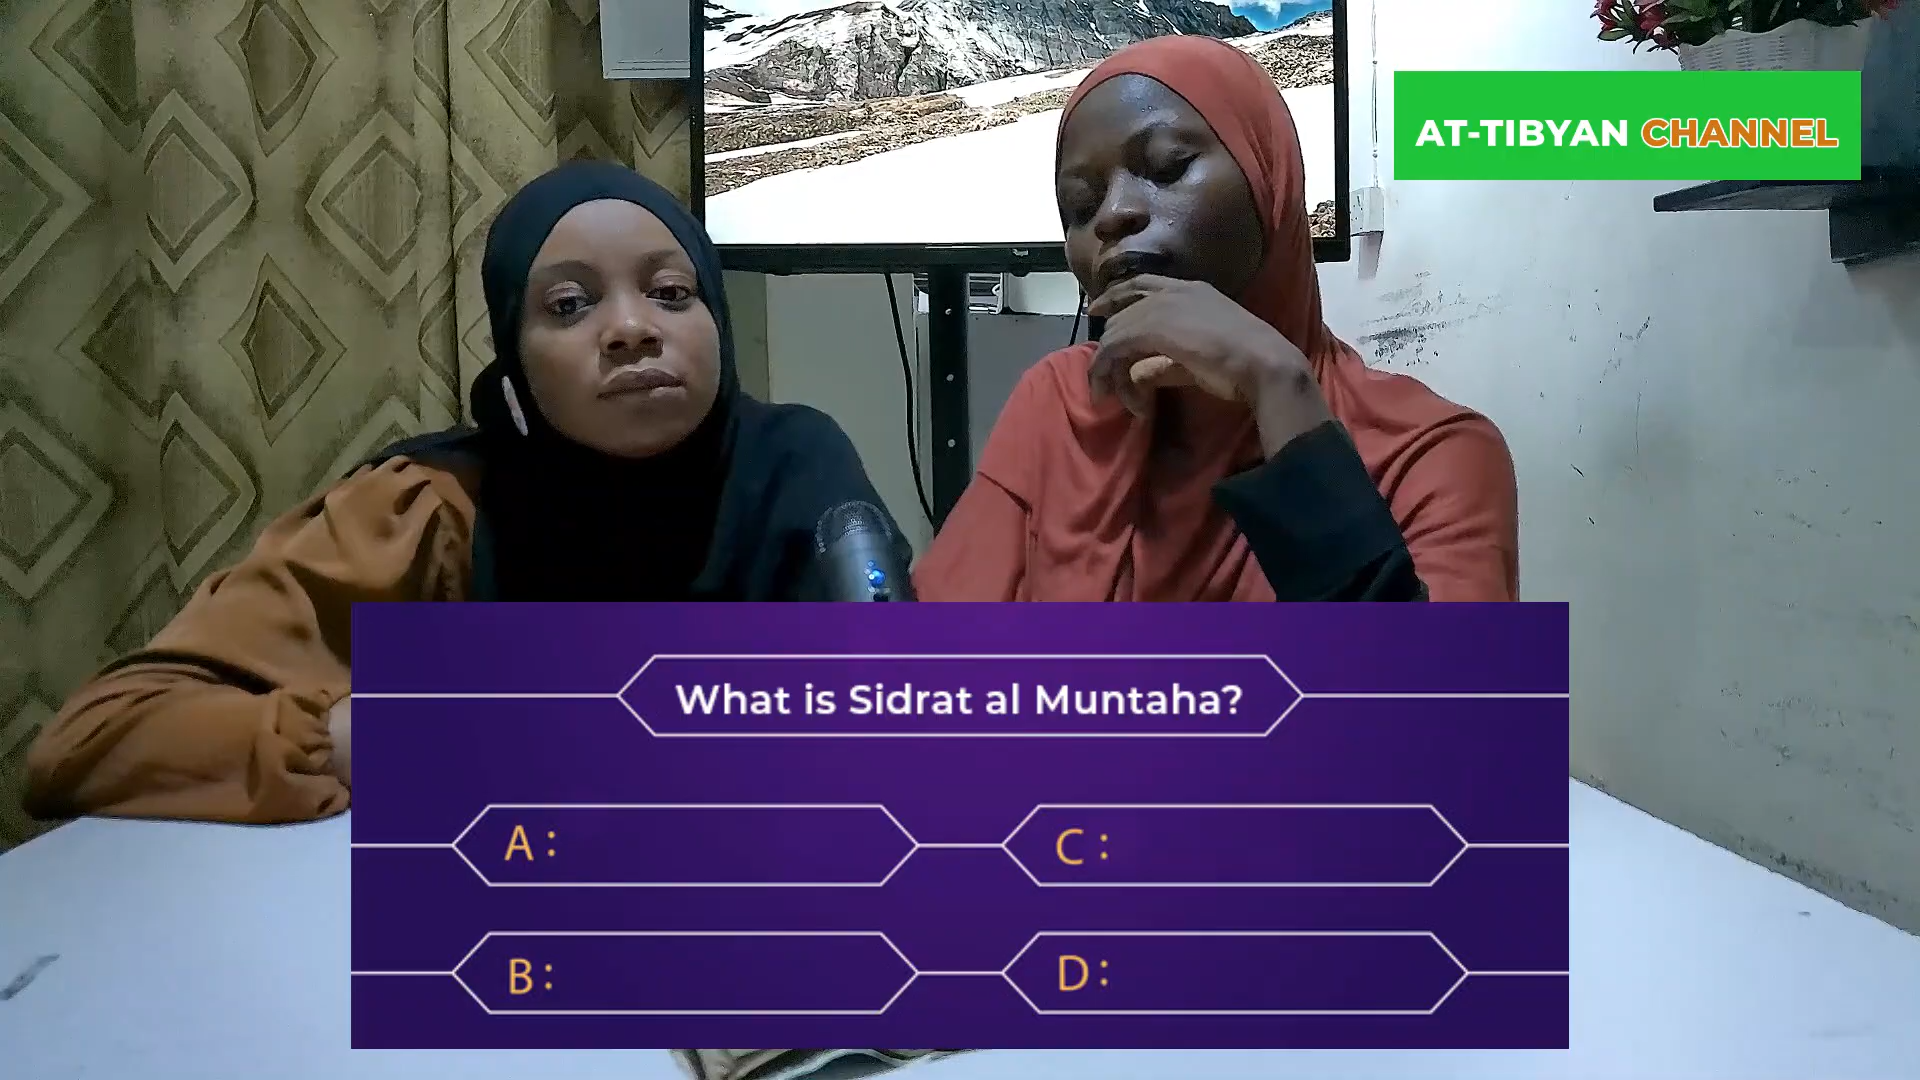 AT-TIBYAN CHANNEL
What is Sidrat al Muntaha?
A :
C :
B :
D :